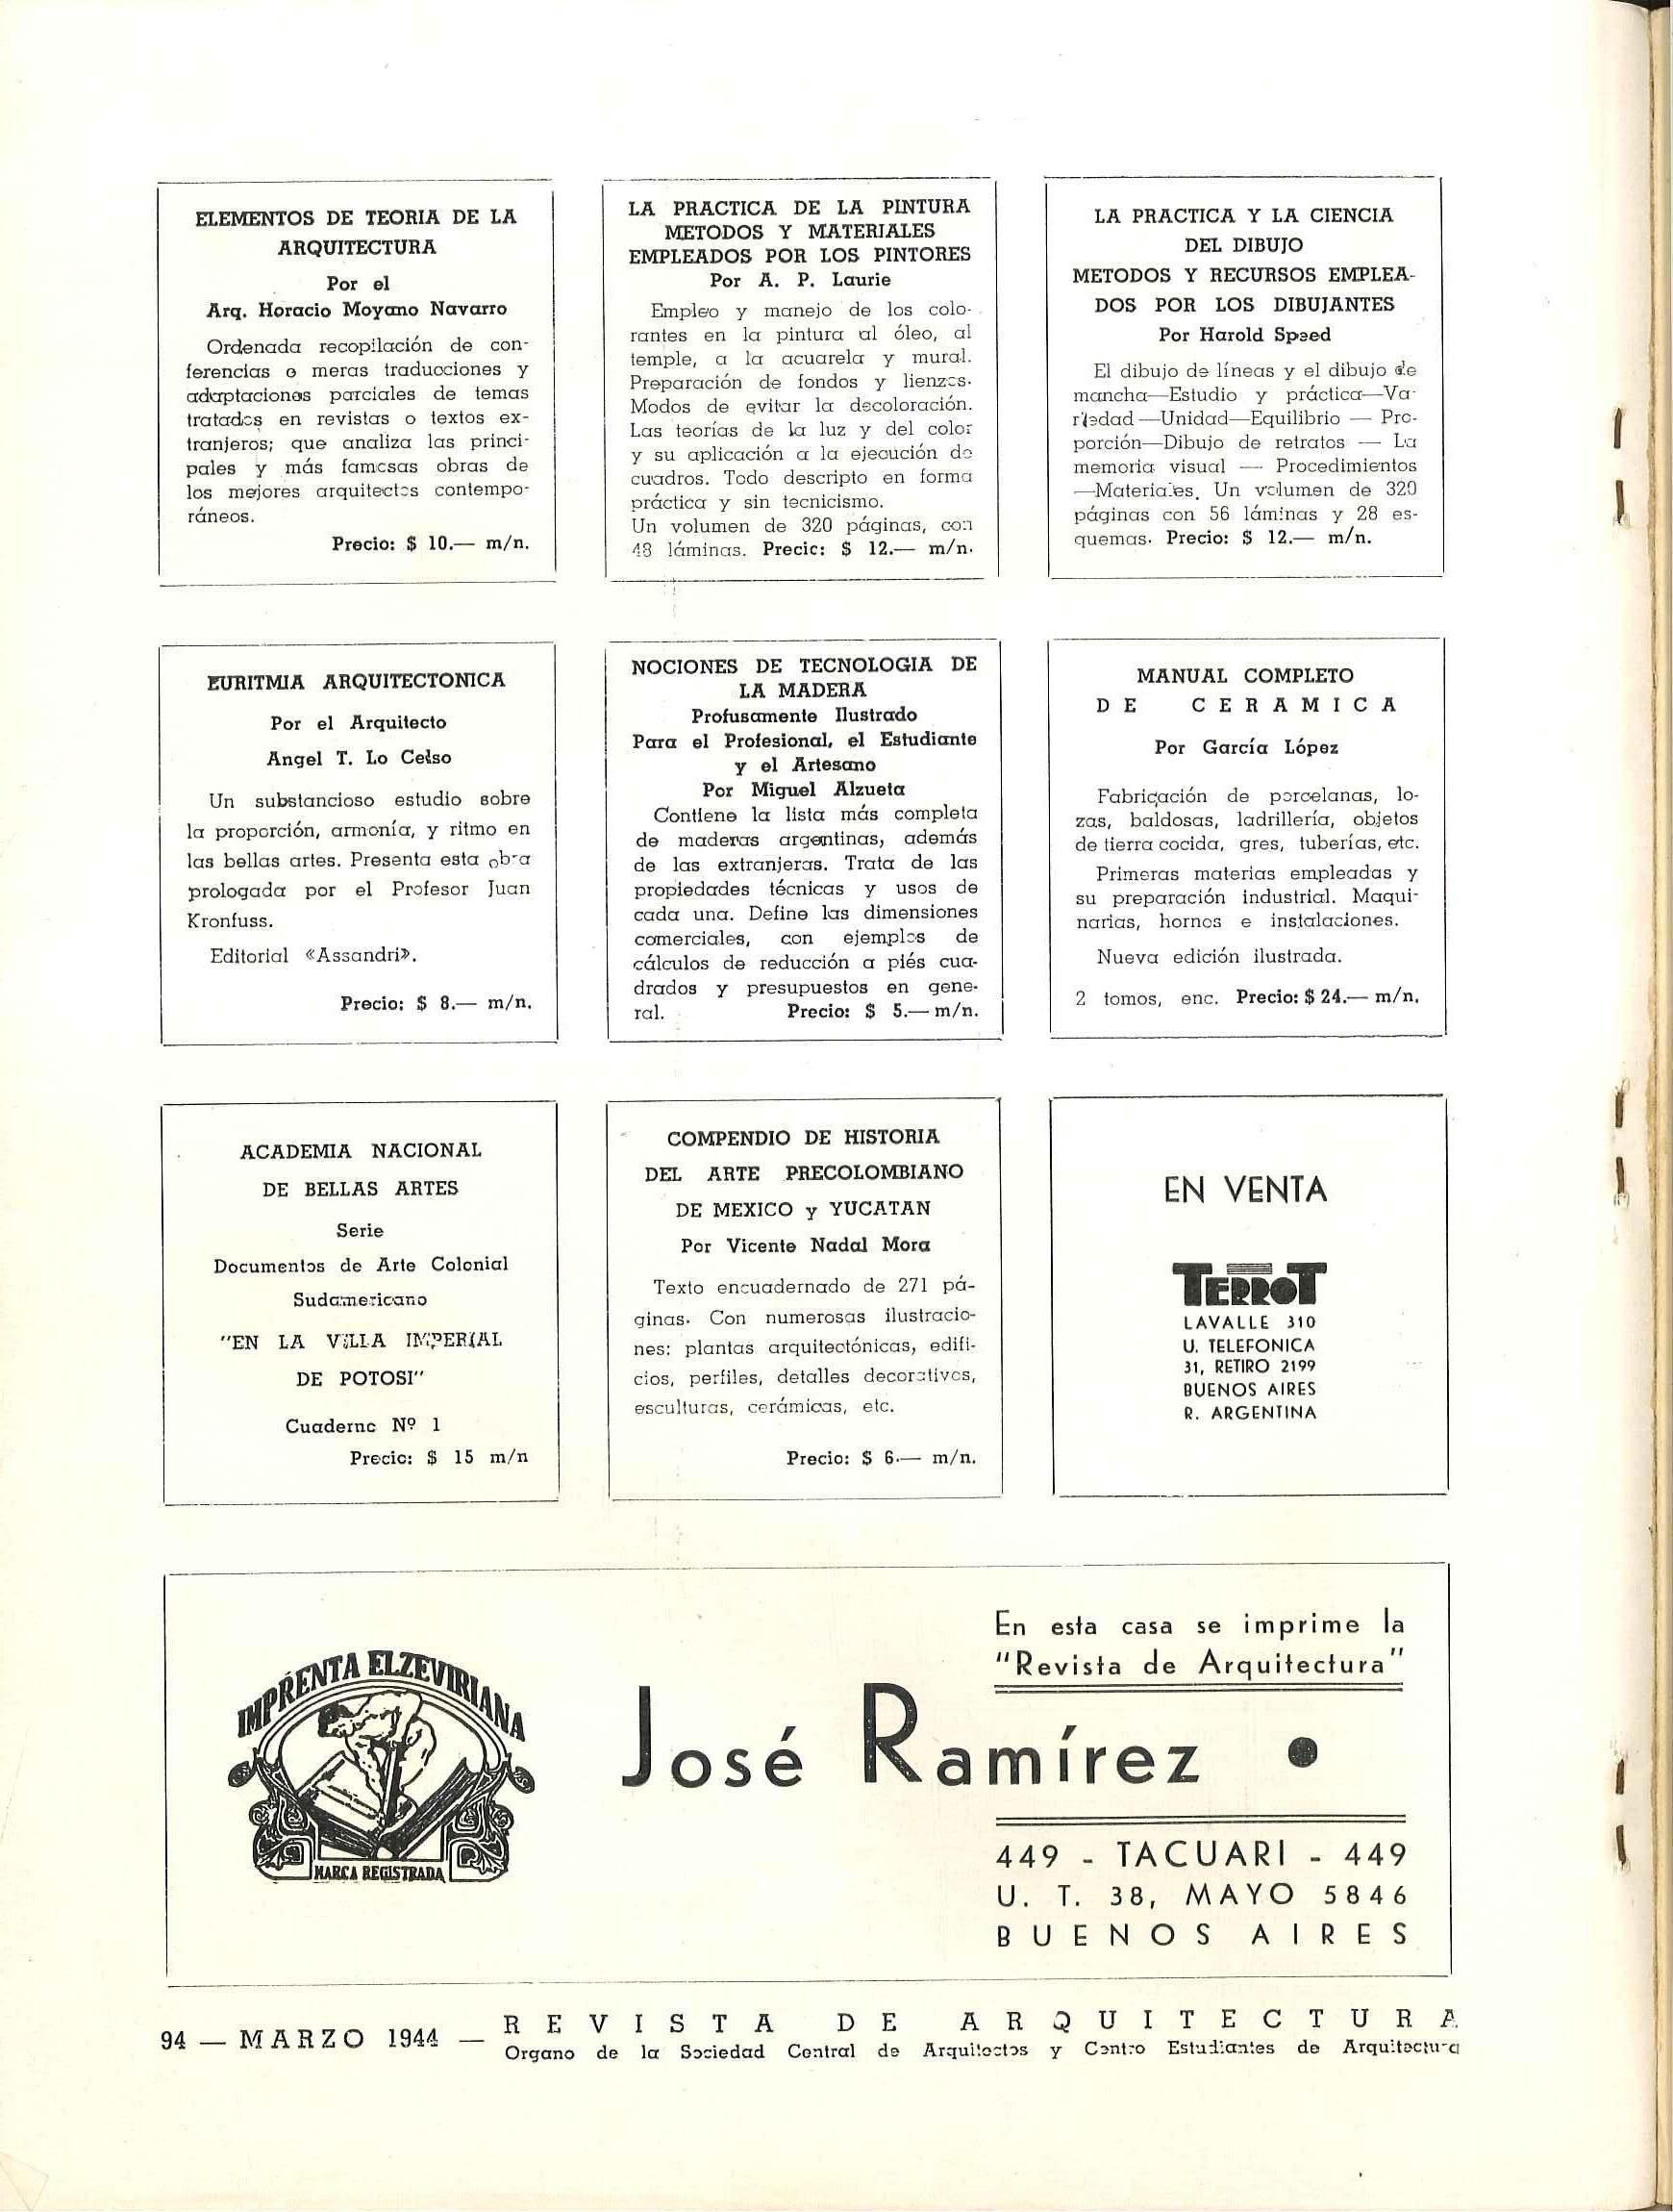 ELEMENTOS DE TEORIA DE LA
ARQUITECTURA
Por el
Arq. Horacio Moyano Navarro
Ordenada recopilación de con-
ferencias o meras traducciones y
adaptaciones parciales de temas
tratados en revistas o textos ex-
tranjeros; que analiza las princi-
pales y más famosas obras de
los mejores arquitectos contempo-
ráneos.
Precio: $ 10.— m/n.
LA PRACTICA DE LA PINTURA
METODOS Y MATERIALES
EMPLEADOS POR LOS PINTORES
Por A. P. Laurie
Empleo y manejo de los colo-
rantes en la pintura al óleo, al
temple, a la acuarela y mural.
Preparación de fondos y lienzos.
Modos de evitar la decoloración.
Las teorías de la luz y del color
y su aplicación a la ejecución de
cuadros. Todo descripto en forma
práctica y sin tecnicismo.
Un volumen de 320 páginas, con
48 láminas. Precio: $ 12.— m/n.
LA PRACTICA Y LA CIENCIA
DEL DIBUJO
METODOS Y RECURSOS EMPLEA-
DOS POR LOS DIBUJANTES
Por Harold Speed
El dibujo de líneas y el dibujo de
mancha—Estudio y práctica—Va-
riedad—Unidad—Equilibrio — Pro-
porción—Dibujo de retratos — La
memoria visual — Procedimientos
—Materiales. Un volumen de 320
páginas con 56 láminas y 28 es-
quemas. Precio: $ 12.— m/n.
EURITMIA ARQUITECTONICA
Por el Arquitecto
Angel T. Lo Celso
Un substancioso estudio sobre
la proporción, armonía, y ritmo en
las bellas artes. Presenta esta obra
prologada por el Profesor Juan
Kronfuss.
Editorial «Assandri».
Precio: $ 8.— m/n.
NOCIONES DE TECNOLOGIA DE
LA MADERA
Profusamente Ilustrado
Para el Profesional, el Estudiante
y el Artesano
Por Miguel Alzueta
Contiene la lista más completa
de maderas argentinas, además
de las extranjeras. Trata de las
propiedades técnicas y usos de
cada una. Define las dimensiones
comerciales, con ejemplos de
cálculos de reducción a piés cua-
drados y presupuestos en gene-
ral. Precio: $ 5.— m/n.
MANUAL COMPLETO
DE CERAMICA
Por García López
Fabricación de porcelanas, lo-
zas, baldosas, ladrillería, objetos
de tierra cocida, gres, tuberías, etc.
Primeras materias empleadas y
su preparación industrial. Maqui-
narias, hornos e instalaciones.
Nueva edición ilustrada.
2 tomos, enc. Precio: $ 24.— m/n.
ACADEMIA NACIONAL
DE BELLAS ARTES
Serie
Documentos de Arte Colonial
Sudamericano
"EN LA VILLA IMPERIAL
DE POTOSI"
Cuaderno Nº 1
Precio: $ 15 m/n
COMPENDIO DE HISTORIA
DEL ARTE PRECOLOMBIANO
DE MEXICO y YUCATAN
Por Vicente Nadal Mora
Texto encuadernado de 271 pá-
ginas. Con numerosas ilustracio-
nes: plantas arquitectónicas, edifi-
cios, perfiles, detalles decorativos,
esculturas, cerámicas, etc.
Precio: $ 6.— m/n.
EN VENTA
TERROT
LAVALLE 310
U. TELEFONICA
31, RETIRO 2199
BUENOS AIRES
R. ARGENTINA
IMPRENTA ELZEVIRIANA
MARCA REGISTRADA
En esta casa se imprime la
"Revista de Arquitectura"
José Ramírez
449 - TACUARI - 449
U. T. 38, MAYO 5846
BUENOS AIRES
94 — MARZO 1944 — REVISTA DE ARQUITECTURA
Organo de la Sociedad Central de Arquitectos y Centro Estudiantes de Arquitectura